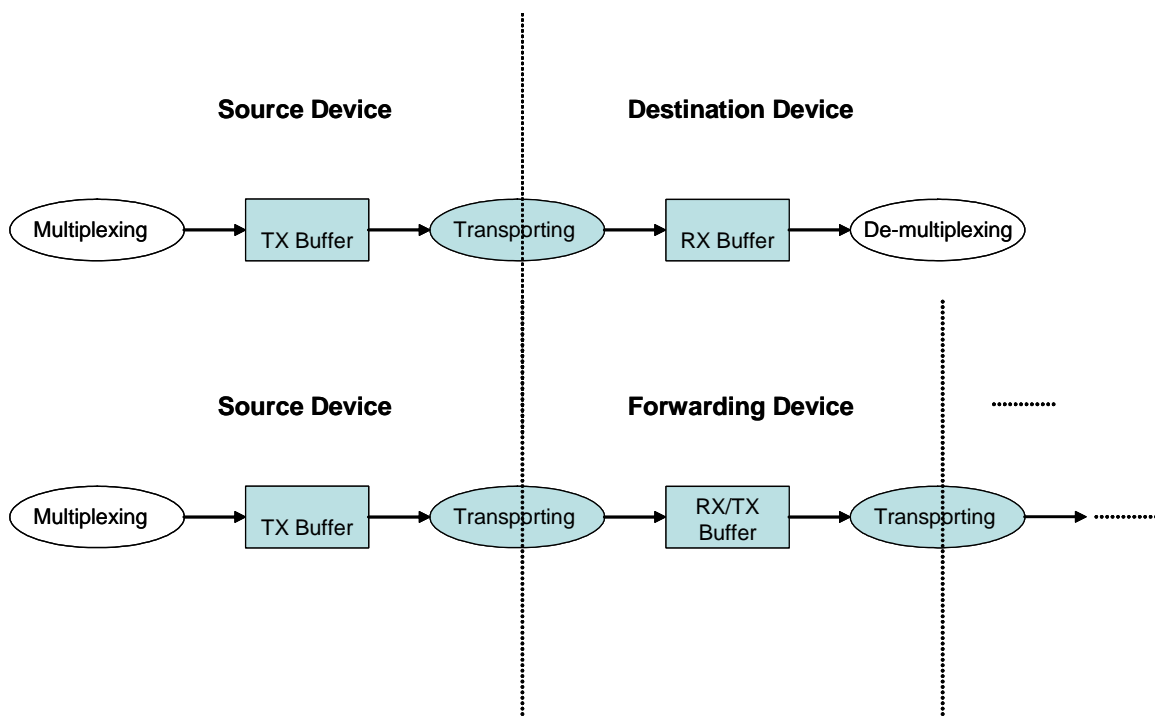 Source Device
Destination Device
Multiplexing
TX Buffer
Transporting
RX Buffer
De-multiplexing
Source Device
Forwarding Device
Multiplexing
TX Buffer
Transporting
RX/TX
Buffer
Transporting